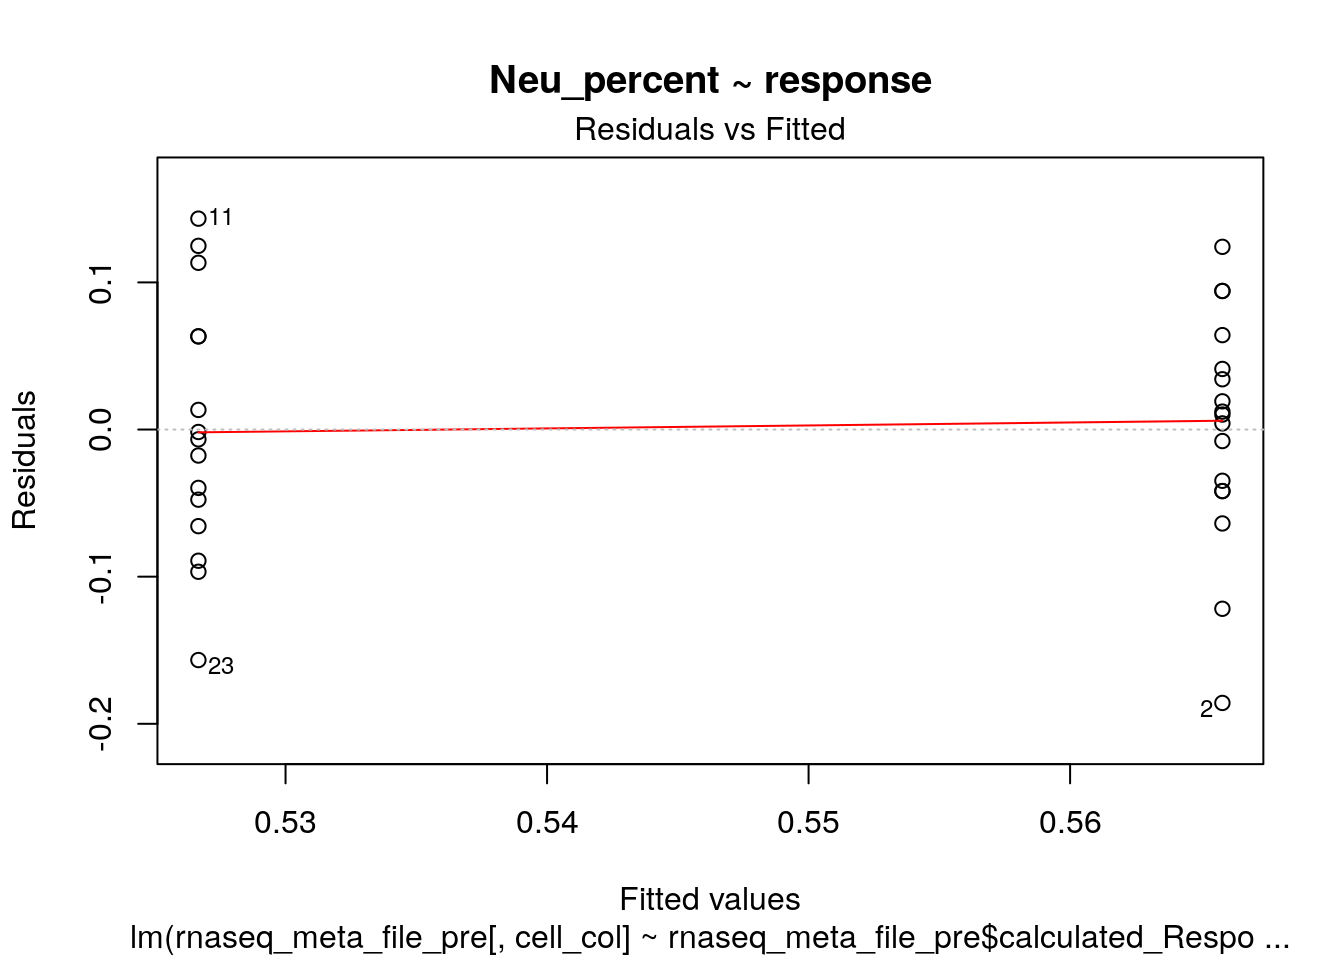 Neu_percent ~ response
Residuals vs Fitted
Residuals
0.1
0.0
-0.1
-0.2
11
23
2
0.53 0.54 0.55 0.56
Fitted values
lm(rnaseq_meta_file_pre[, cell_col] ~ rnaseq_meta_file_pre$calculated_Respo ...